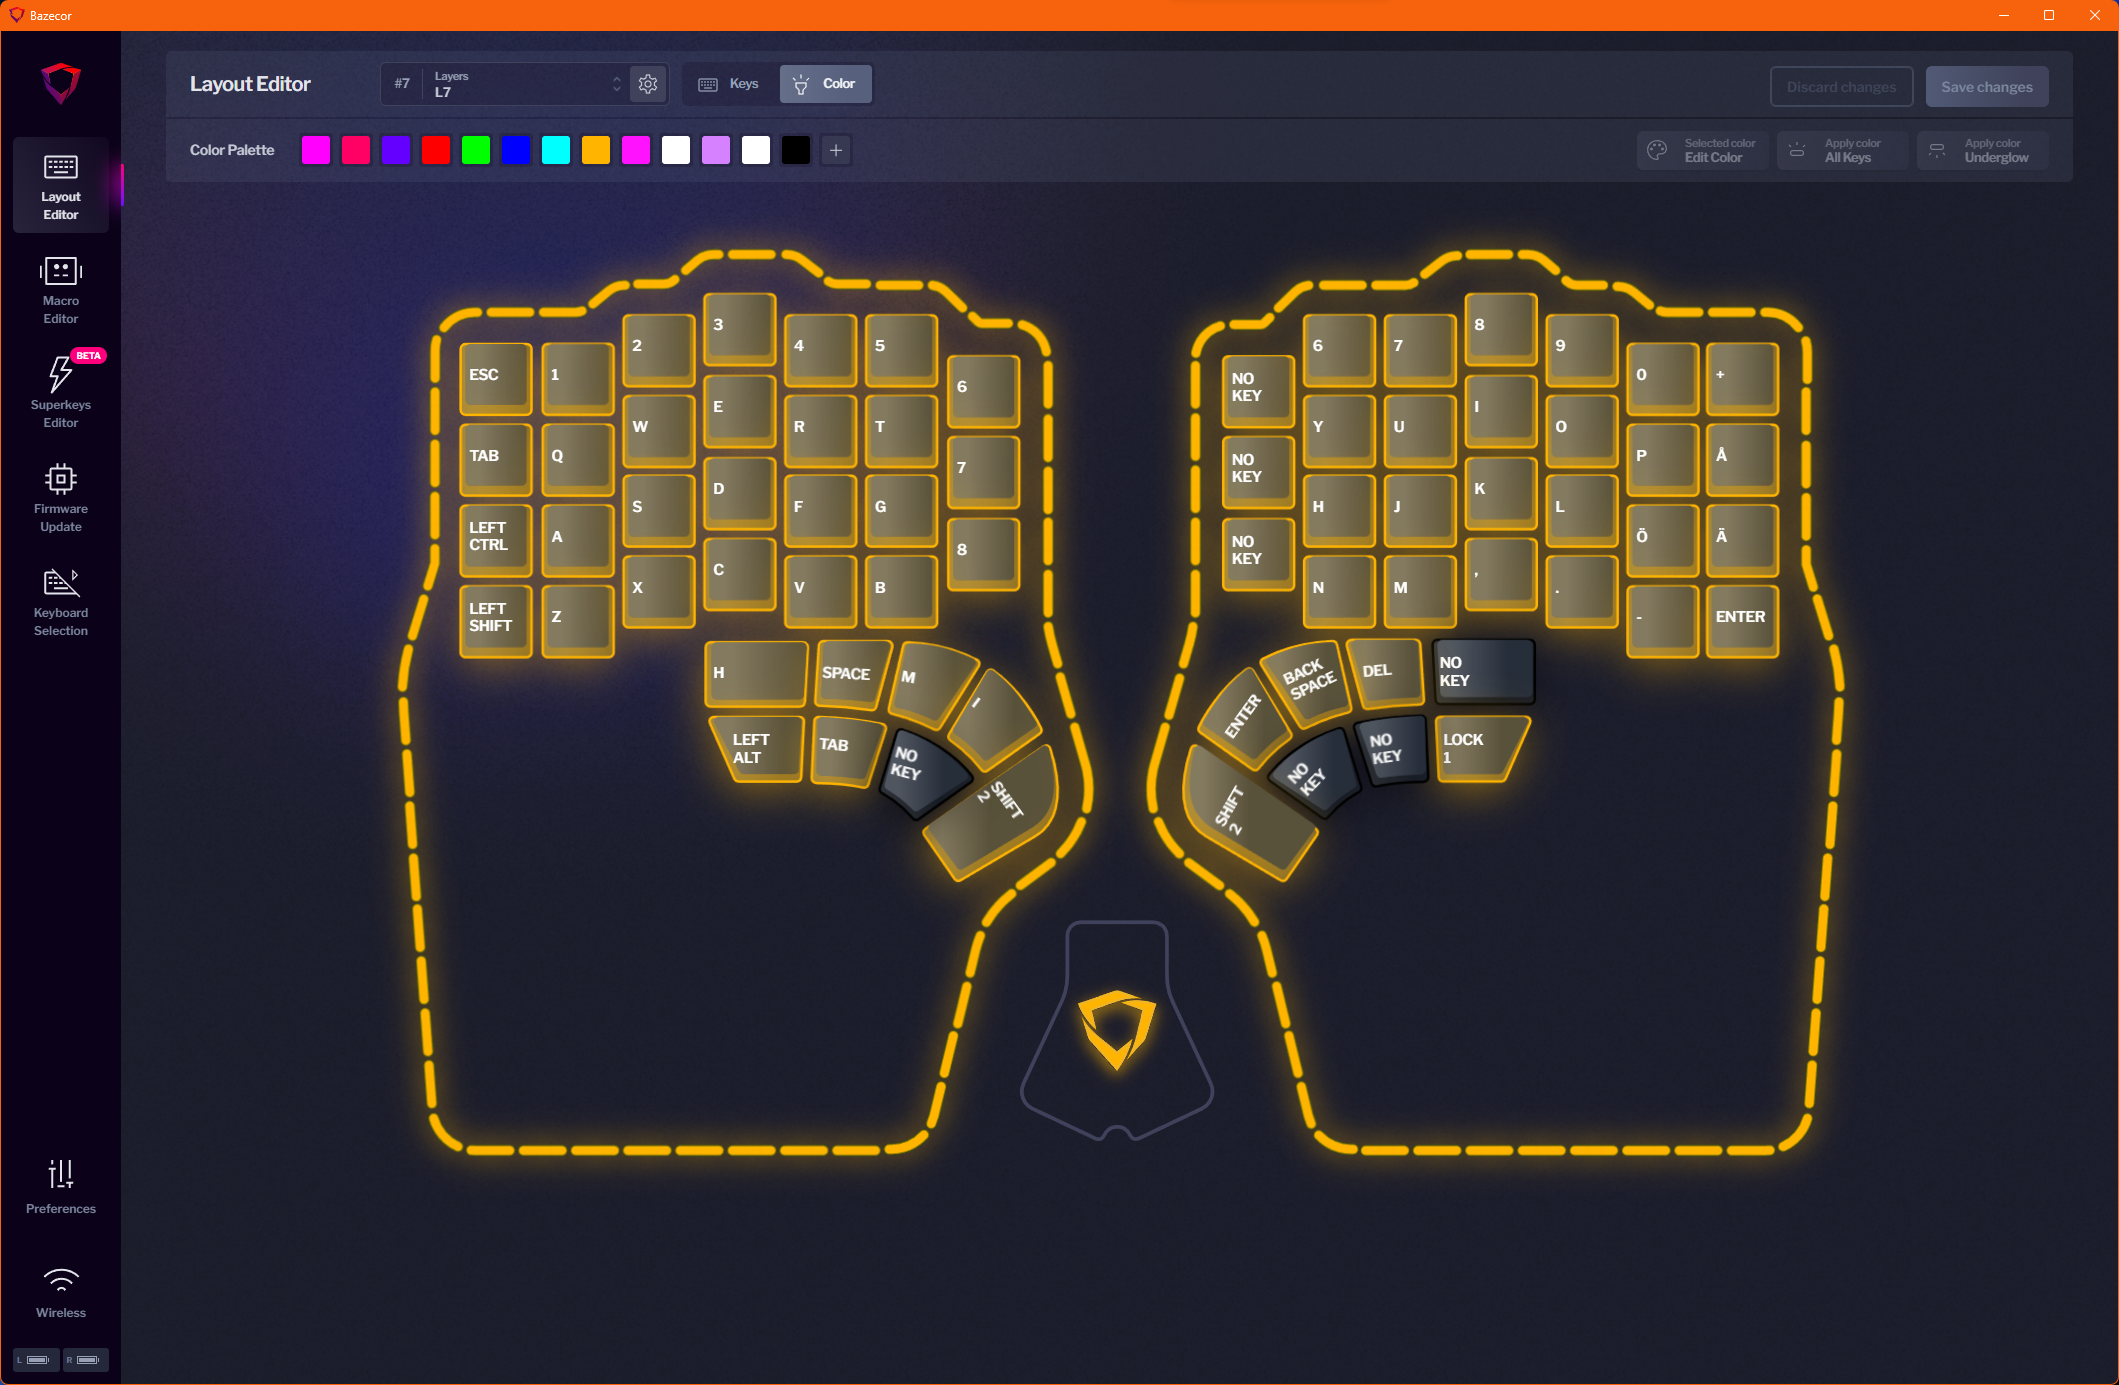 Bazecor
Layout Editor
#7
Layers
L7
Keys
Color
Discard changes
Save changes
Color Palette
+
Selected color
Edit Color
Apply color
All Keys
Apply color
Underglow
Layout
Editor
Macro
Editor
BETA
Superkeys
Editor
Firmware
Update
Keyboard
Selection
Preferences
Wireless
L
R
ESC
1
2
3
4
5
6
TAB
Q
W
E
R
T
7
LEFT
CTRL
A
S
D
F
G
8
LEFT
SHIFT
Z
X
C
V
B
H
SPACE
M
I
LEFT
ALT
TAB
NO
KEY
SHIFT
2
NO
KEY
6
7
8
9
0
+
NO
KEY
Y
U
I
O
P
Å
NO
KEY
H
J
K
L
Ö
Ä
N
M
,
.
-
ENTER
ENTER
BACK
SPACE
DEL
NO
KEY
SHIFT
2
NO
KEY
NO
KEY
LOCK
1